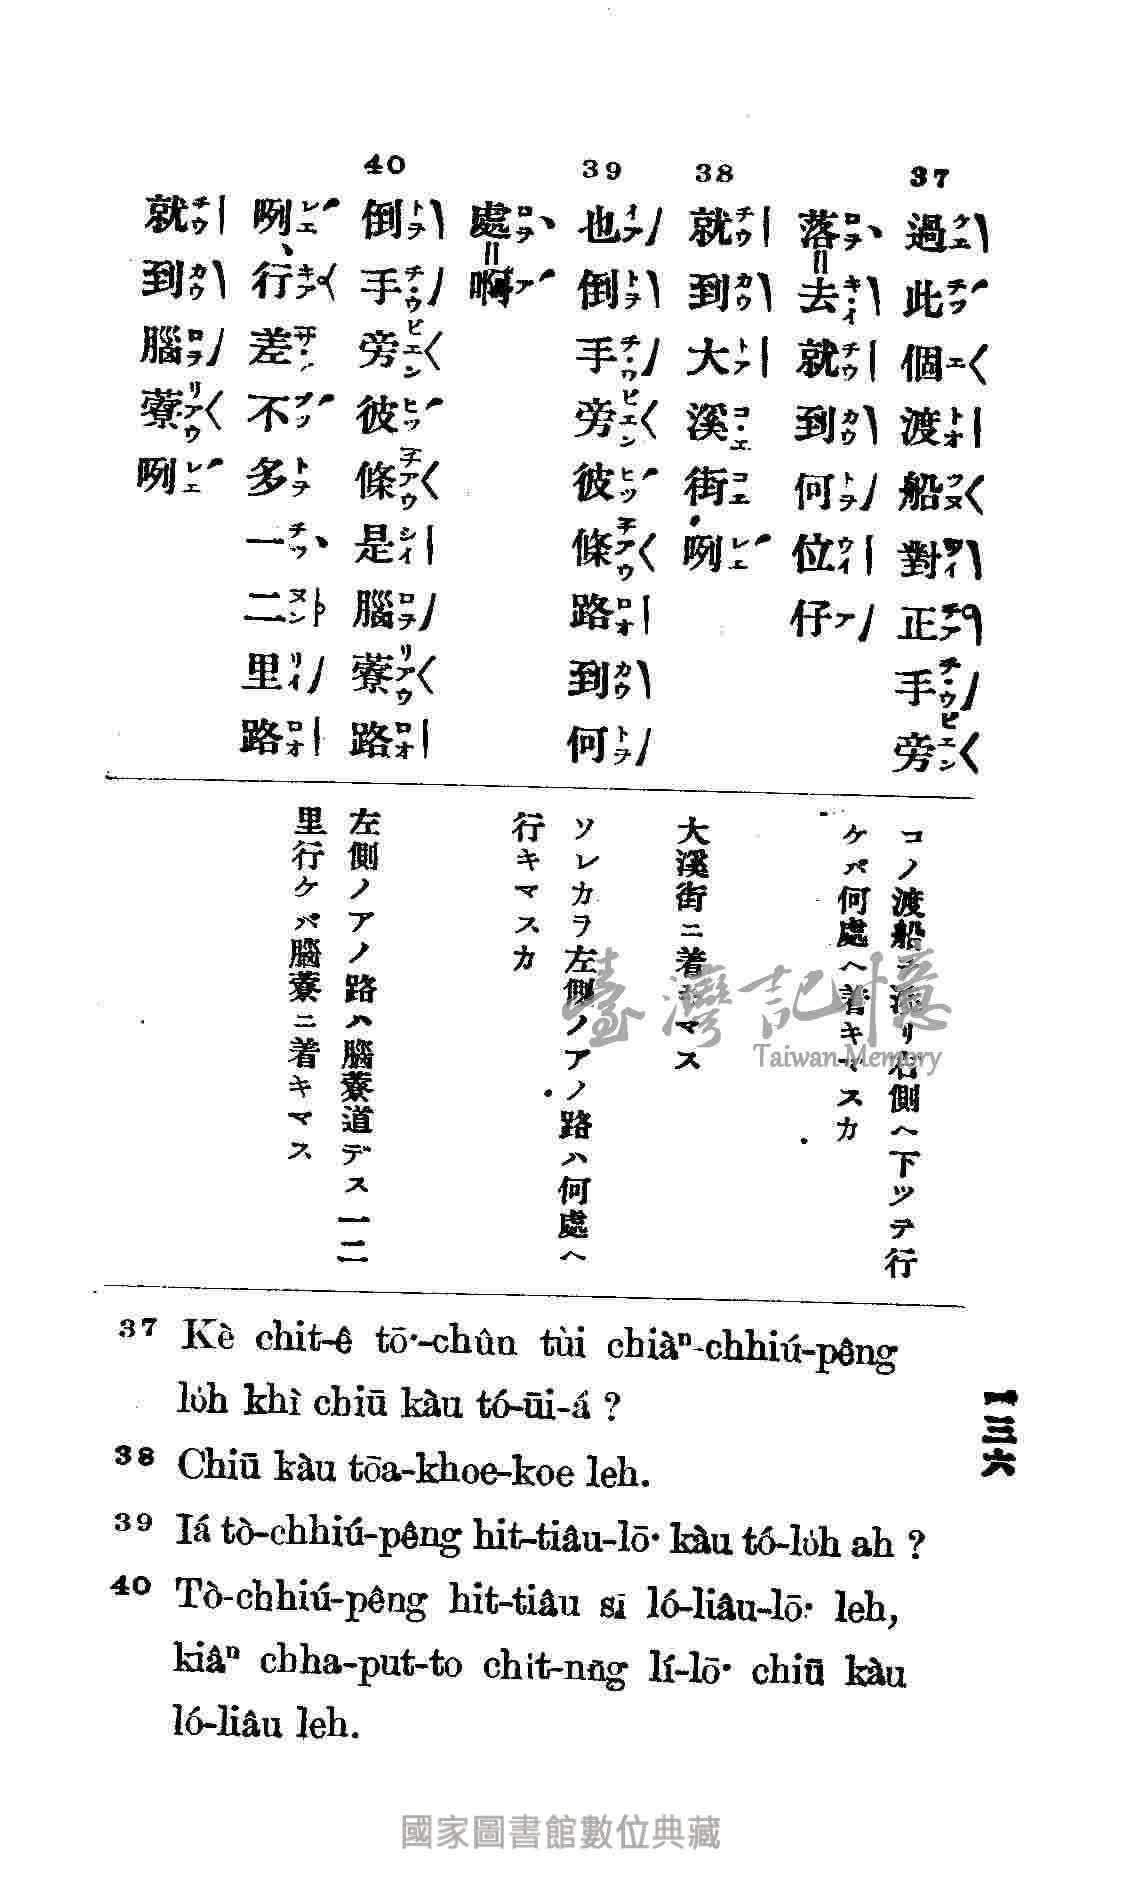 37
過此個渡船對正手旁
落=去就到何位仔
38
就到大溪街咧
39
也倒手旁彼條路到何
處=啊
40
倒手旁彼條是腦藔路
咧、行差不多一二里路
就到腦藔咧
コノ渡船ヲ渡リ右側ヘ下ツテ行
ケバ何處ヘ着キマスカ
大溪街ニ着キマス
ソレカラ左側ノアノ路ハ何處ヘ
行キマスカ
左側ノアノ路ハ腦藔道デス一二
里行ケバ腦藔ニ着キマス
37 Kè chit-ê tō͘-chûn tùi chiàⁿ-chhiú-pêng
lo̍h khì chiū kàu tó-ūi-á ?
38 Chiū kàu tōa-khoe-koe leh.
39 Iá tò-chhiú-pêng hit-tiâu-lō͘ kàu tó-lo̍h ah ?
40 Tò-chhiú-pêng hit-tiâu sī ló-liâu-lō͘ leh,
kiâⁿ chha-put-to chit-nn̄g lí-lō͘ chiū kàu
ló-liâu leh.
一三六
臺灣記憶
Taiwan Memory
國家圖書館數位典藏